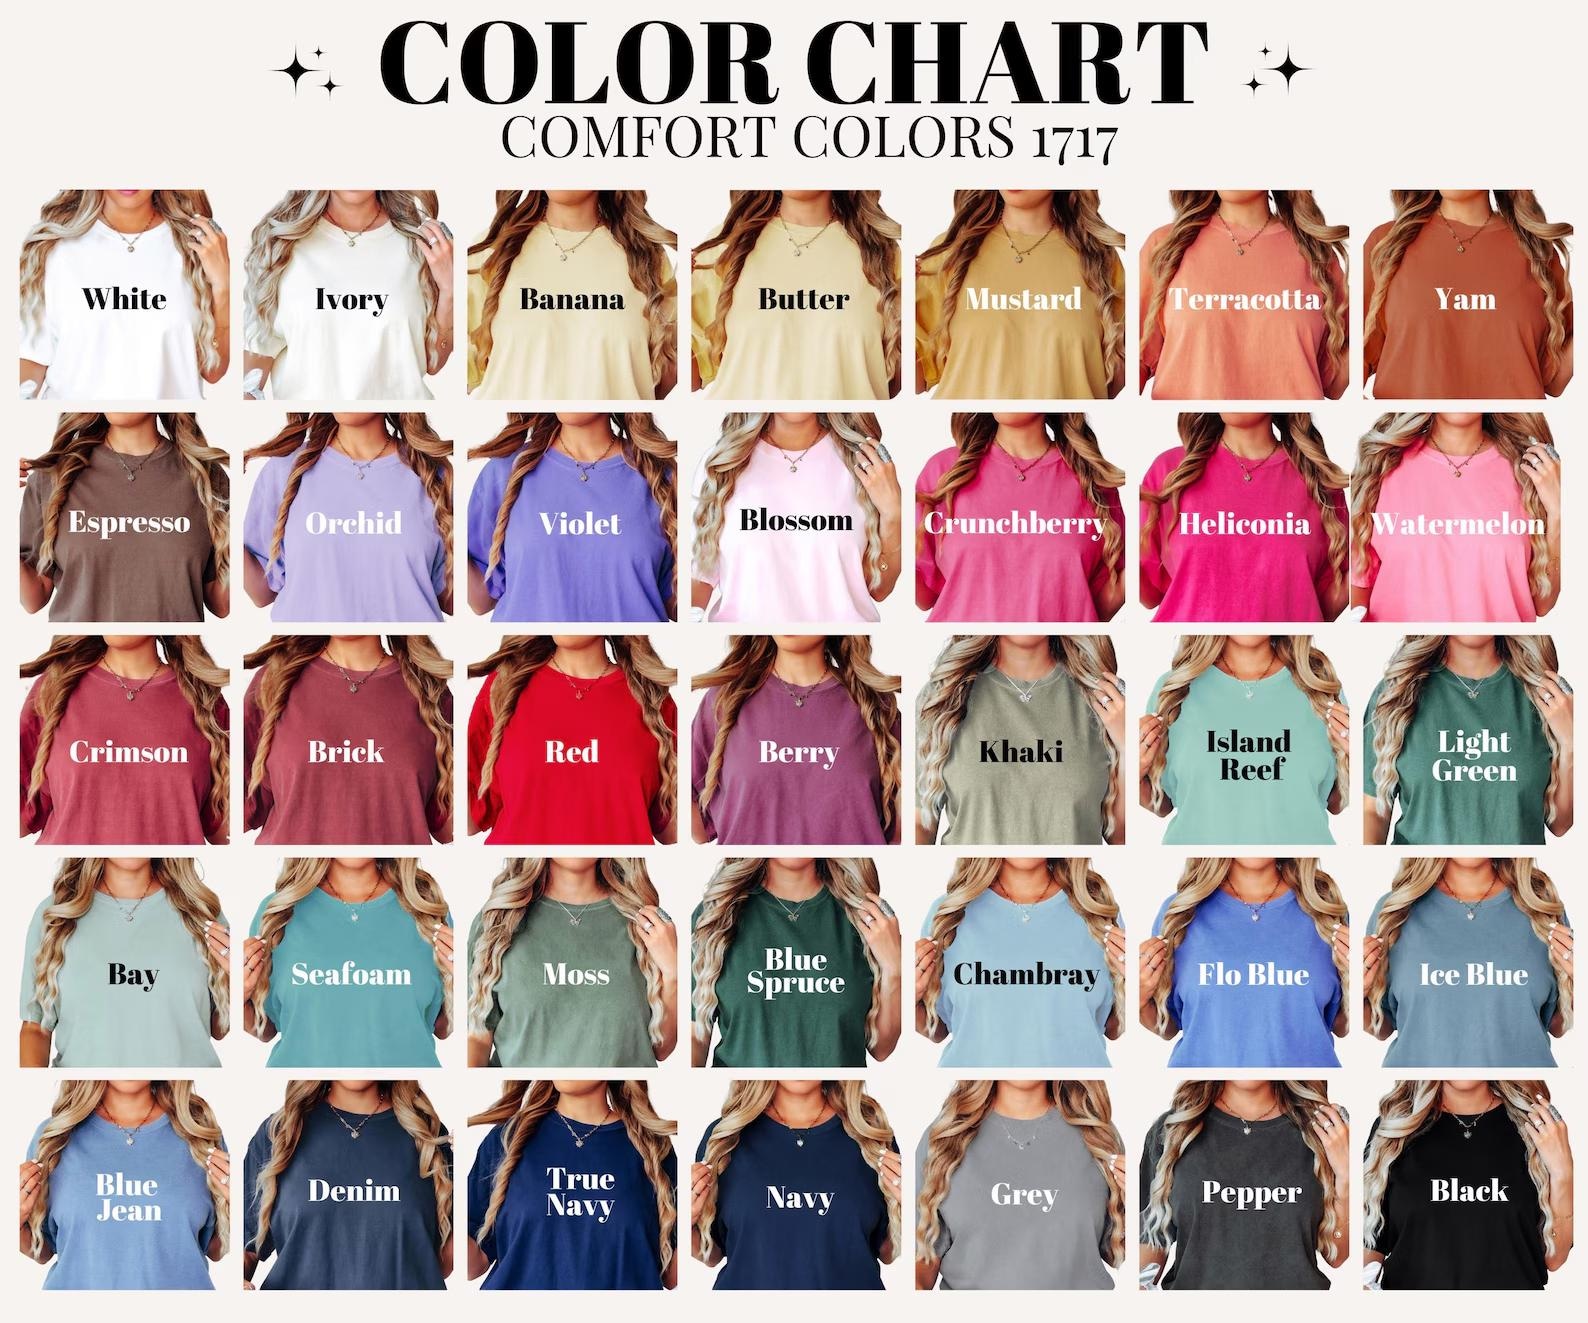 COLOR CHART
COMFORT COLORS 1717
White
Ivory
Banana
Butter
Mustard
Terracotta
Yam
Espresso
Orchid
Violet
Blossom
Crunchberry
Heliconia
Watermelon
Crimson
Brick
Red
Berry
Khaki
Island
Reef
Light
Green
Bay
Seafoam
Moss
Blue
Spruce
Chambray
Flo Blue
Ice Blue
Blue
Jean
Denim
True
Navy
Navy
Grey
Pepper
Black